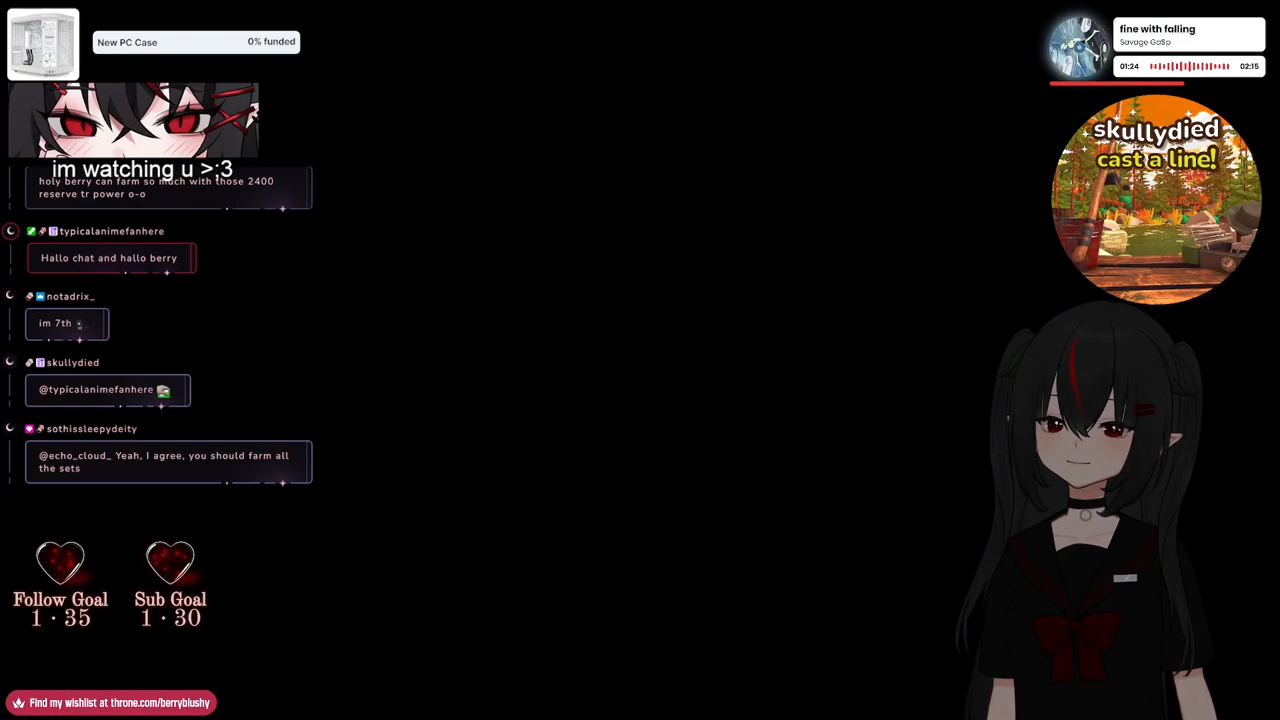 New PC Case 0% funded
im watching u >;3
holy berry can farm so much with those 2400
reserve tr power o-o
typicalanimefanhere
Hallo chat and hallo berry
notadrix_
im 7th
skullydied
@typicalanimefanhere
sothissleepydeity
@echo_cloud_ Yeah, I agree, you should farm all
the sets
Follow Goal
1 · 35
Sub Goal
1 · 30
Find my wishlist at throne.com/berryblushy
fine with falling
Savage Ga$p
01:24 02:15
skullydied
cast a line!